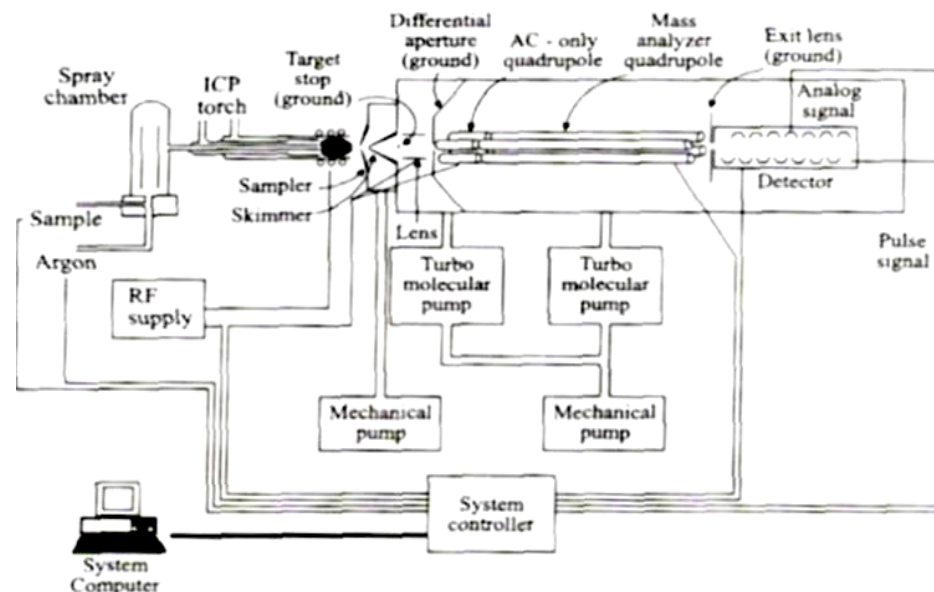 Differential
aperture
(ground)
AC - only
quadrupole
Mass
analyzer
quadrupole
Exit lens
(ground)
Spray
chamber
ICP
torch
Target
stop
(ground)
Analog
signal
Sampler
Skimmer
Detector
Sample
Argon
Lens
Pulse
signal
RF
supply
Turbo
molecular
pump
Turbo
molecular
pump
Mechanical
pump
Mechanical
pump
System
controller
System
Computer